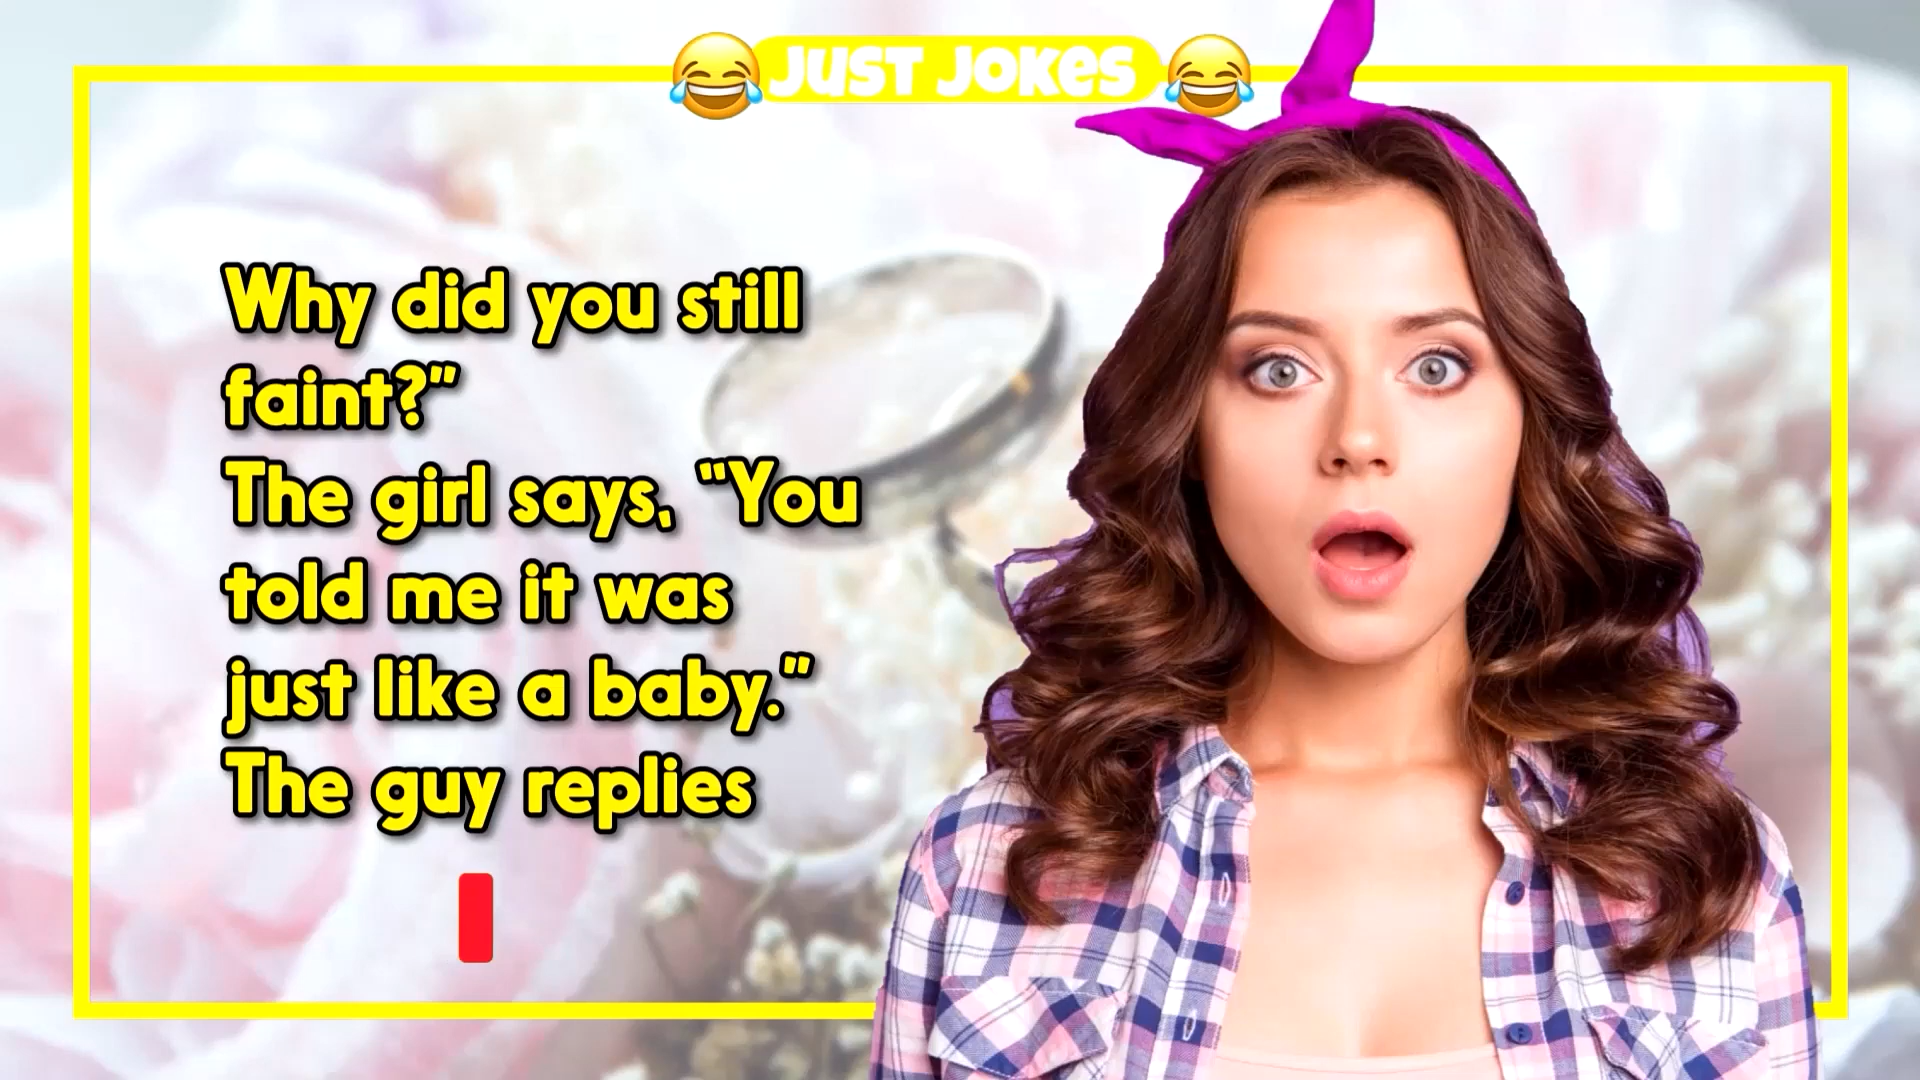 JUST JOKES
Why did you still
faint?"
The girl says, "You
told me it was
just like a baby."
The guy replies